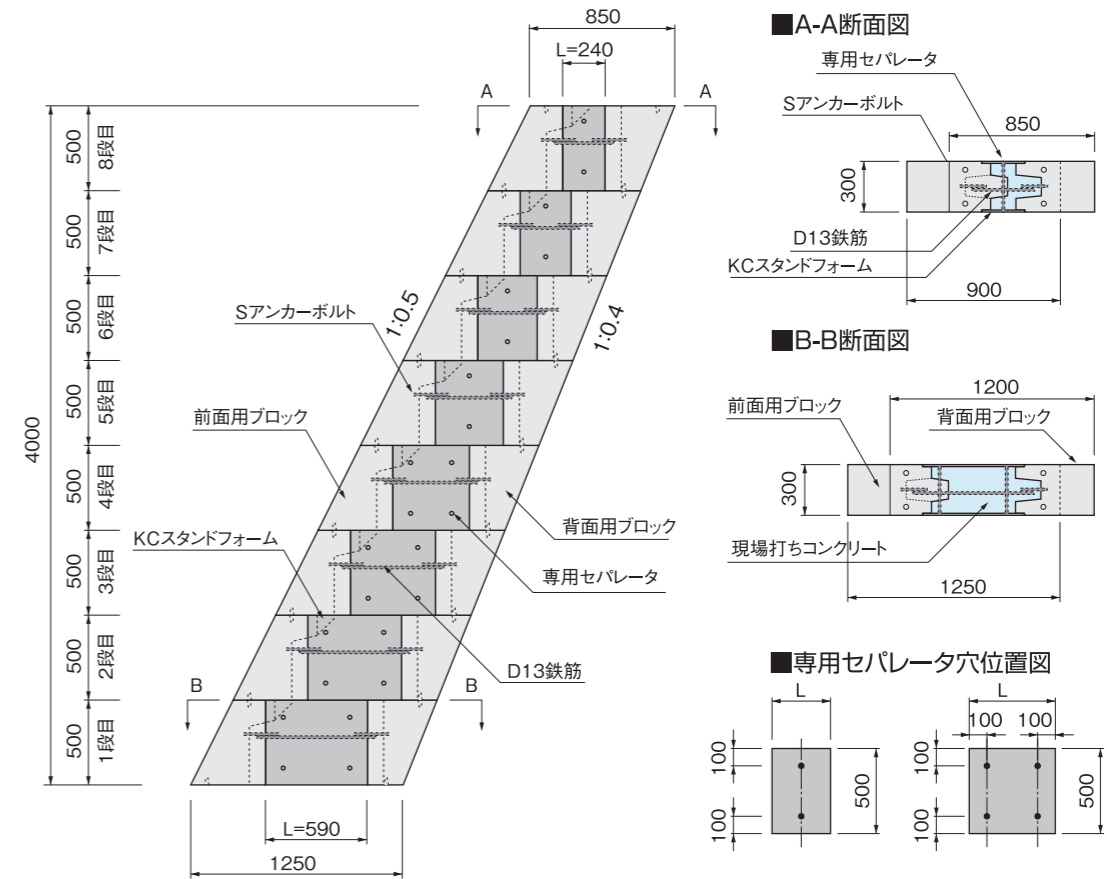 850
L=240
A
A
4000
500
8段目
500
7段目
500
6段目
500
5段目
500
4段目
500
3段目
500
2段目
500
1段目
1:0.5
1:0.4
Sアンカーボルト
前面用ブロック
KCスタンドフォーム
背面用ブロック
専用セパレータ
D13鉄筋
B
B
L=590
1250
■A-A断面図
専用セパレータ
Sアンカーボルト
850
300
D13鉄筋
KCスタンドフォーム
900
■B-B断面図
1200
前面用ブロック
背面用ブロック
300
現場打ちコンクリート
1250
■専用セパレータ穴位置図
L
100
100
500
L
100
100
100
100
500